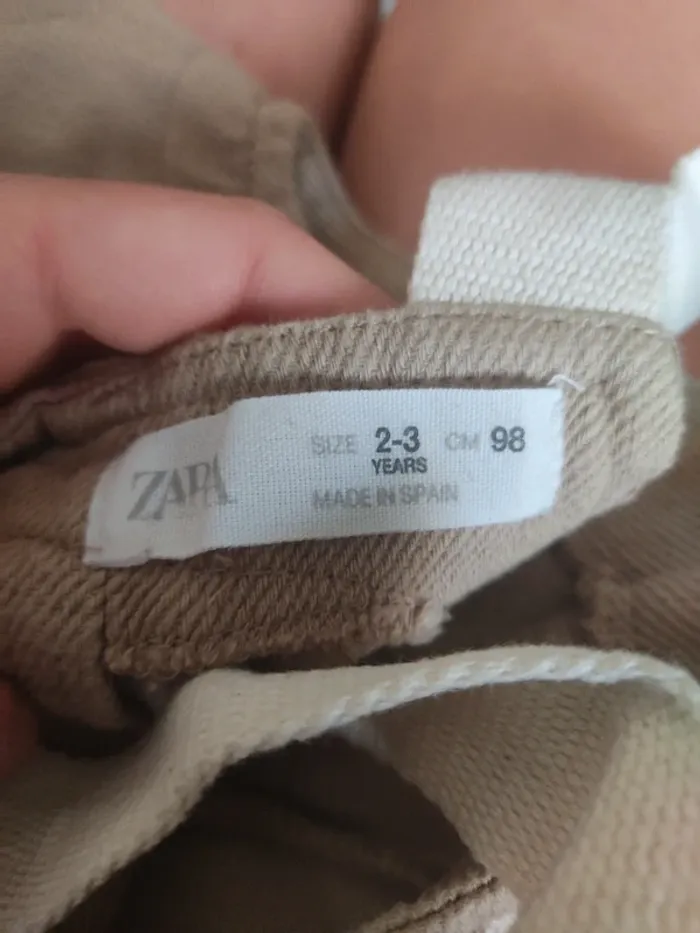 ZARA
SIZE 2-3 CM 98
YEARS
MADE IN SPAIN